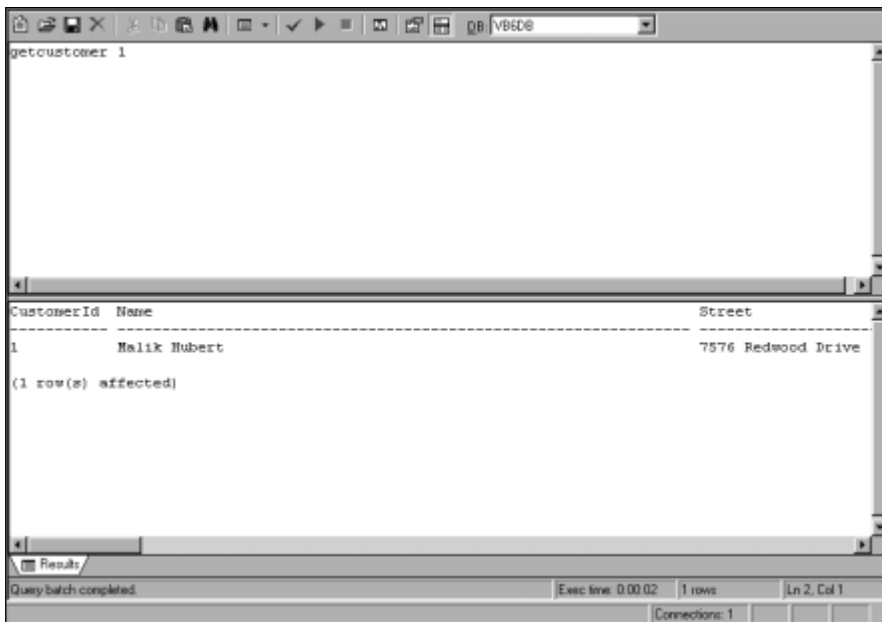 DB: VB6DB
getcustomer 1
CustomerId Name Street
----------- -------------------------------------------------------------------- --------------------
1 Malik Hubert 7576 Redwood Drive
(1 row(s) affected)
Results
Query batch completed. Exec time: 0:00:02 1 rows Ln 2, Col 1
Connections: 1